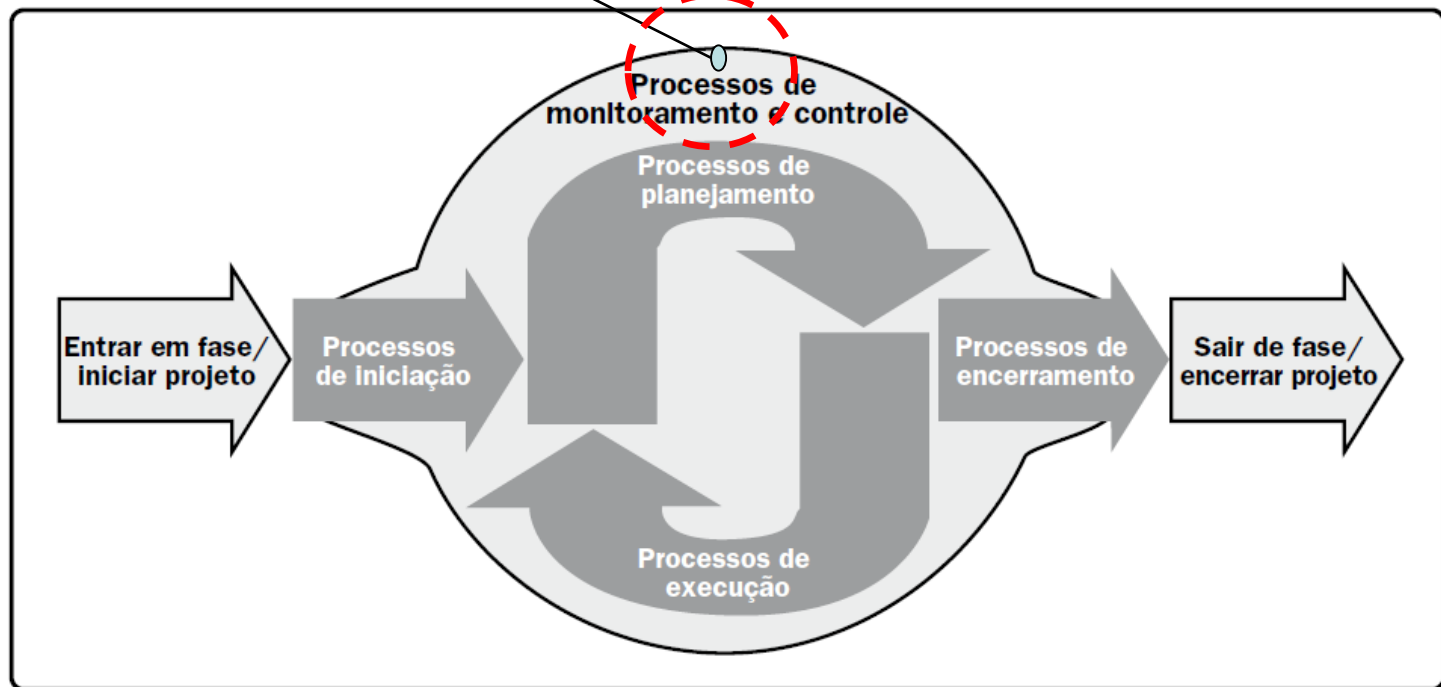 Processos de
monitoramento e controle
Processos de
planejamento
Entrar em fase/
iniciar projeto
Processos
de iniciação
Processos de
encerramento
Sair de fase/
encerrar projeto
Processos de
execução